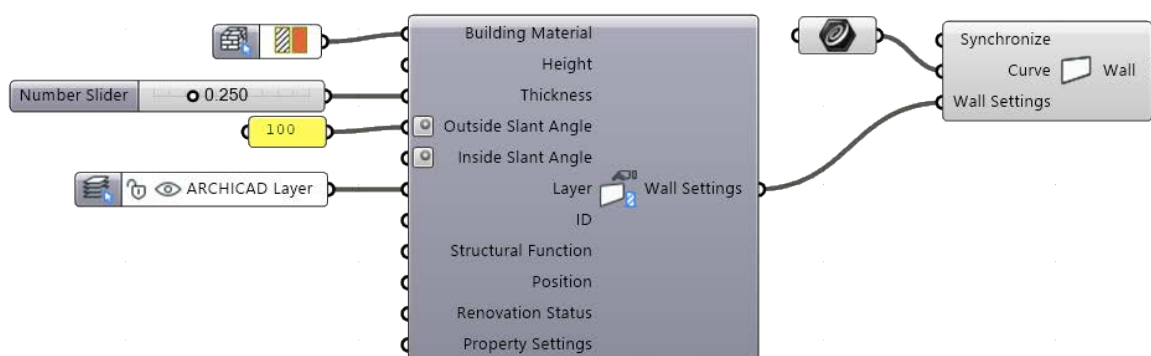 Building Material
Height
Number Slider
0.250
Thickness
100
Outside Slant Angle
Inside Slant Angle
ARCHICAD Layer
Layer
Wall Settings
ID
Structural Function
Position
Renovation Status
Property Settings
Synchronize
Curve
Wall
Wall Settings